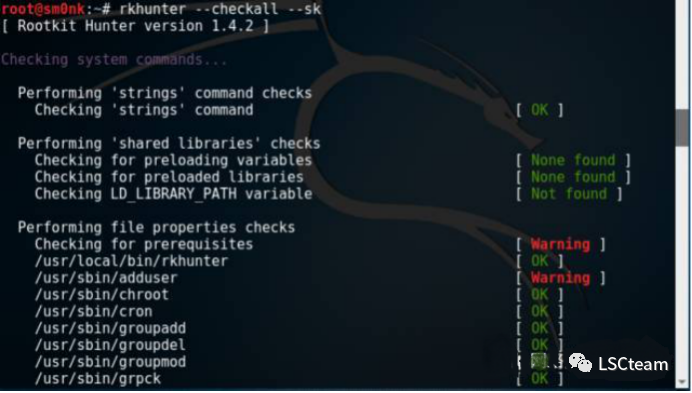 root@sm0nk:~# rkhunter --checkall --sk
[ Rootkit Hunter version 1.4.2 ]
Checking system commands...
Performing 'strings' command checks
Checking 'strings' command [ OK ]
Performing 'shared libraries' checks
Checking for preloading variables [ None found ]
Checking for preloaded libraries [ None found ]
Checking LD_LIBRARY_PATH variable [ Not found ]
Performing file properties checks
Checking for prerequisites [ Warning ]
/usr/local/bin/rkhunter [ OK ]
/usr/sbin/adduser [ Warning ]
/usr/sbin/chroot [ OK ]
/usr/sbin/cron [ OK ]
/usr/sbin/groupadd [ OK ]
/usr/sbin/groupdel [ OK ]
/usr/sbin/groupmod [
/usr/sbin/grpck [ OK ]
LSCteam